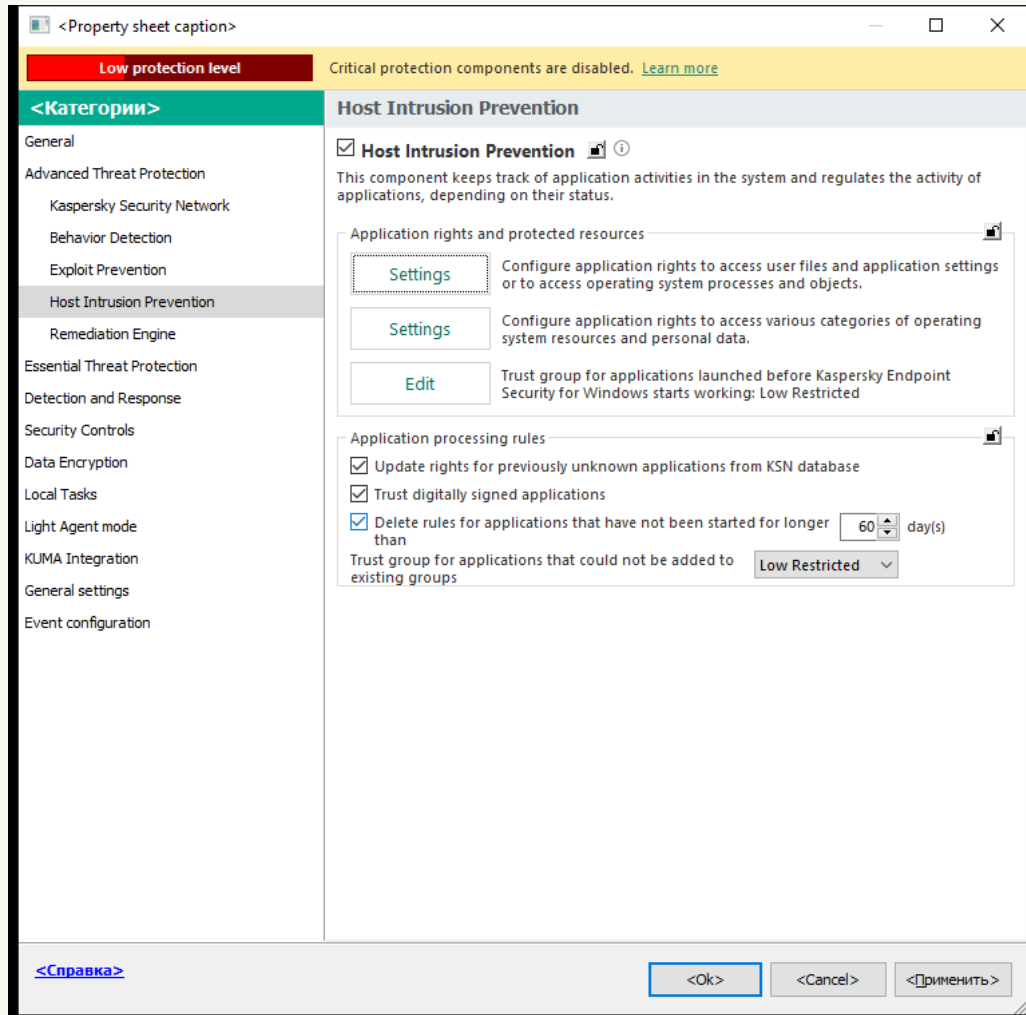 <Property sheet caption>
Low protection level
Critical protection components are disabled. Learn more
<Категории>
General
Advanced Threat Protection
Kaspersky Security Network
Behavior Detection
Exploit Prevention
Host Intrusion Prevention
Remediation Engine
Essential Threat Protection
Detection and Response
Security Controls
Data Encryption
Local Tasks
Light Agent mode
KUMA Integration
General settings
Event configuration
Host Intrusion Prevention
Host Intrusion Prevention
This component keeps track of application activities in the system and regulates the activity of
applications, depending on their status.
Application rights and protected resources
Settings
Configure application rights to access user files and application settings
or to access operating system processes and objects.
Settings
Configure application rights to access various categories of operating
system resources and personal data.
Edit
Trust group for applications launched before Kaspersky Endpoint
Security for Windows starts working: Low Restricted
Application processing rules
Update rights for previously unknown applications from KSN database
Trust digitally signed applications
Delete rules for applications that have not been started for longer
than
60
day(s)
Trust group for applications that could not be added to
existing groups
Low Restricted
<Справка>
<Ok>
<Cancel>
<Применить>